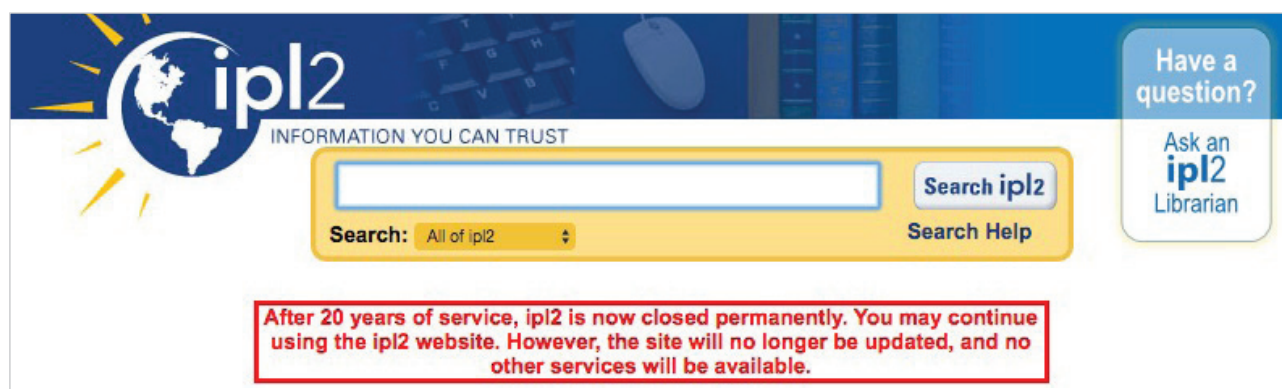 ipl2
INFORMATION YOU CAN TRUST
Search ipl2
Search: All of ipl2
Search Help
Have a
question?
Ask an
ipl2
Librarian
After 20 years of service, ipl2 is now closed permanently. You may continue
using the ipl2 website. However, the site will no longer be updated, and no
other services will be available.